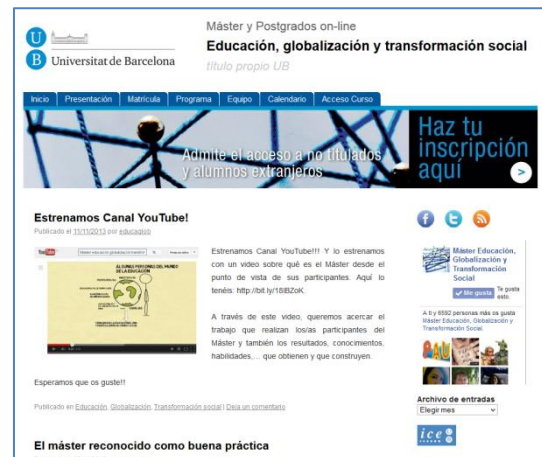 U
B
Universitat de Barcelona
Máster y Postgrados on-line
Educación, globalización y transformación social
título propio UB
Inicio Presentación Matrícula Programa Equipo Calendario Acceso Curso
Admite el acceso a no titulados
y alumnos extranjeros
Haz tu
inscripción
aquí
Estrenamos Canal YouTube!
Publicado el 11/11/2013 por educaglob
Estrenamos Canal YouTube!!! Y lo estrenamos
con un video sobre qué es el Máster desde el
punto de vista de sus participantes. Aquí lo
tenéis: http://bit.ly/18lBZoK.
A través de este video, queremos acercar el
trabajo que realizan los/as participantes del
Máster y también los resultados, conocimientos,
habilidades,... que obtienen y que construyen.
Esperamos que os guste!!
Publicado en Educación, Globalización, Transformación social | Deja un comentario
El máster reconocido como buena práctica
Máster Educación,
Globalización y
Transformación
Social
Me gusta Te gusta
esto.
A ti y 6592 personas más os gusta
Máster Educación, Globalización y
Transformación Social.
Archivo de entradas
Elegir mes
ice